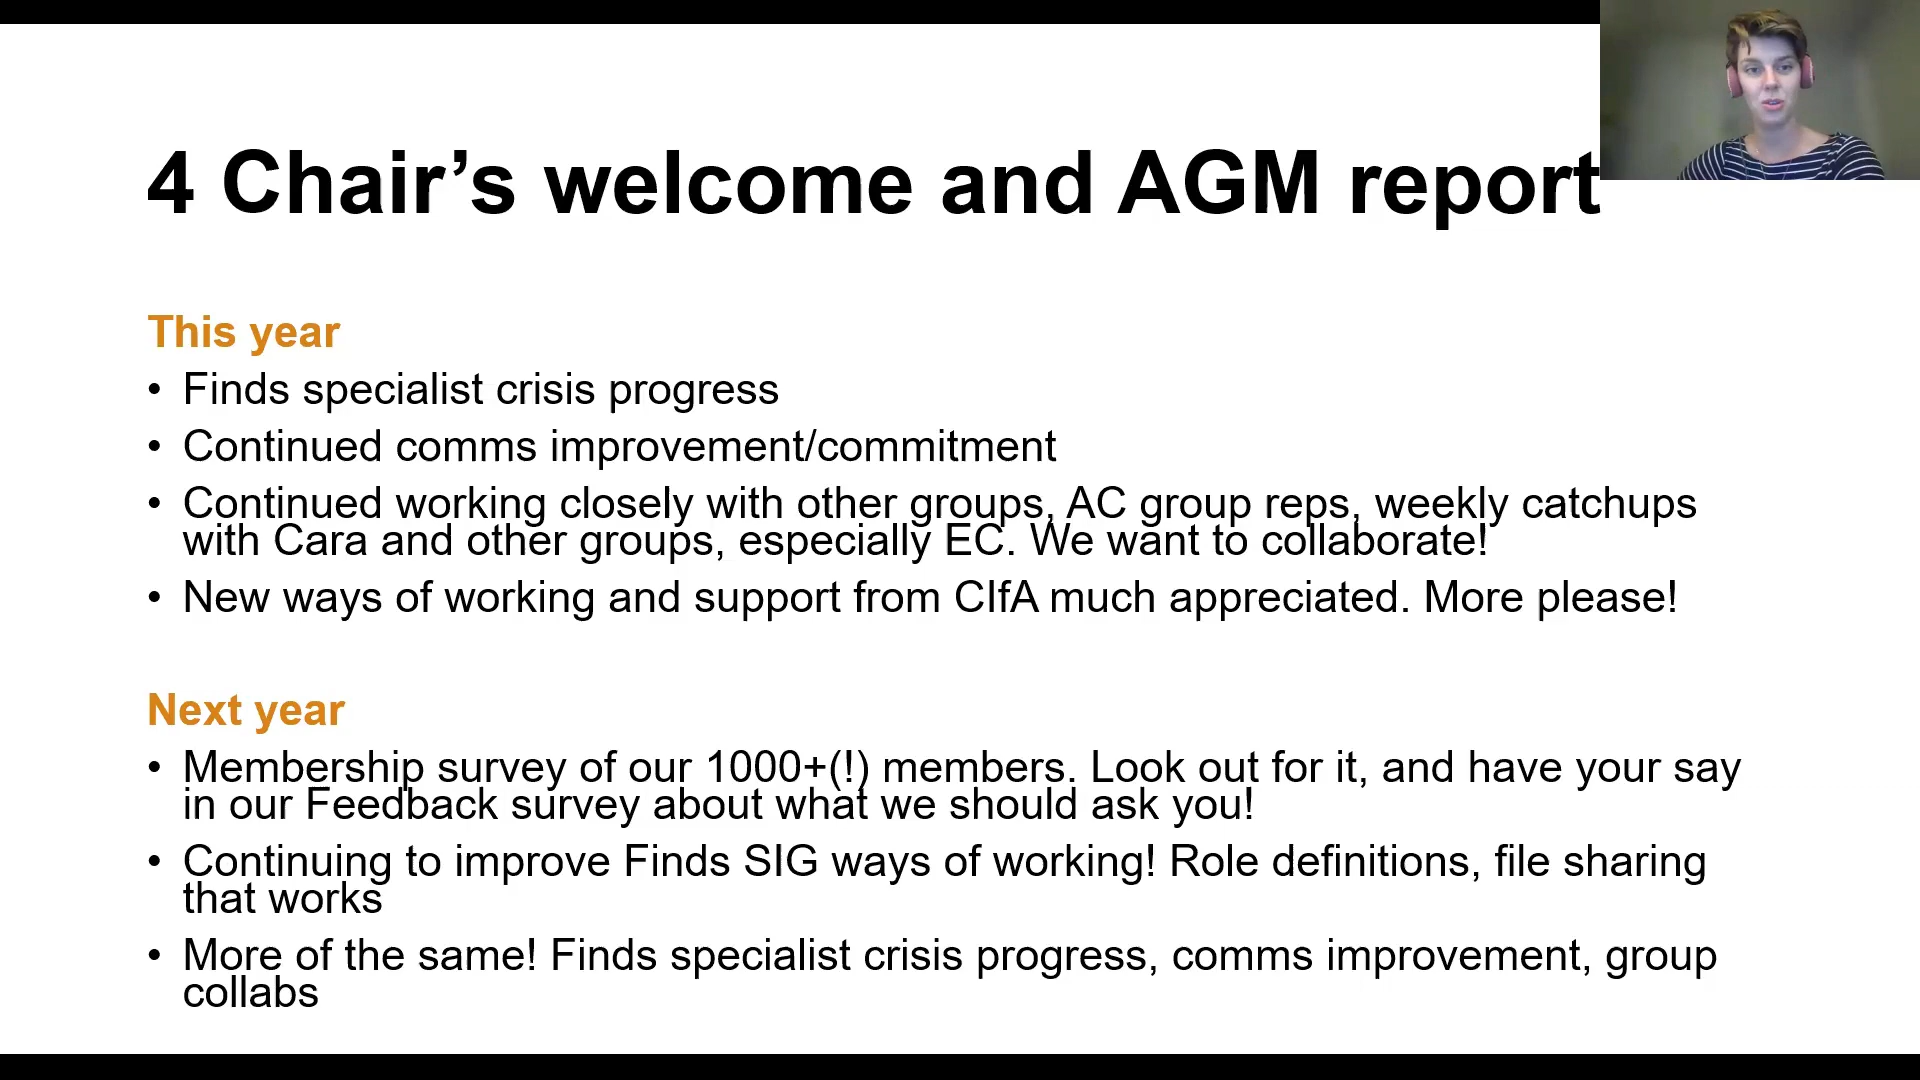 4 Chair’s welcome and AGM report
This year
• Finds specialist crisis progress
• Continued comms improvement/commitment
• Continued working closely with other groups, AC group reps, weekly catchups
with Cara and other groups, especially EC. We want to collaborate!
• New ways of working and support from CIfA much appreciated. More please!
Next year
• Membership survey of our 1000+(!) members. Look out for it, and have your say
in our Feedback survey about what we should ask you!
• Continuing to improve Finds SIG ways of working! Role definitions, file sharing
that works
• More of the same! Finds specialist crisis progress, comms improvement, group
collabs